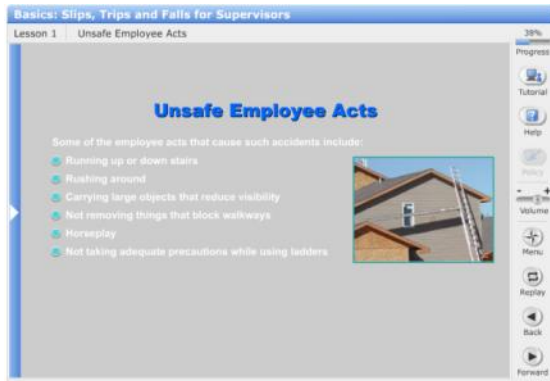 Basics: Slips, Trips and Falls for Supervisors
Lesson 1 Unsafe Employee Acts
38%
Progress
Tutorial
Help
Policy
- +
Volume
Menu
Replay
Back
Forward
Unsafe Employee Acts
Some of the employee acts that cause such accidents include:
Running up or down stairs
Rushing around
Carrying large objects that reduce visibility
Not removing things that block walkways
Horseplay
Not taking adequate precautions while using ladders